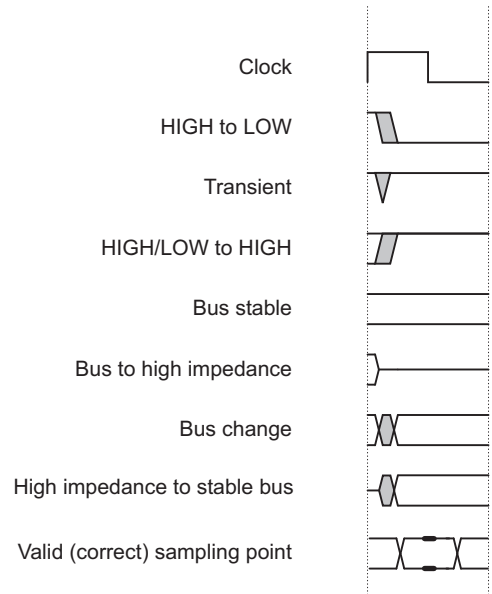 Clock
HIGH to LOW
Transient
HIGH/LOW to HIGH
Bus stable
Bus to high impedance
Bus change
High impedance to stable bus
Valid (correct) sampling point